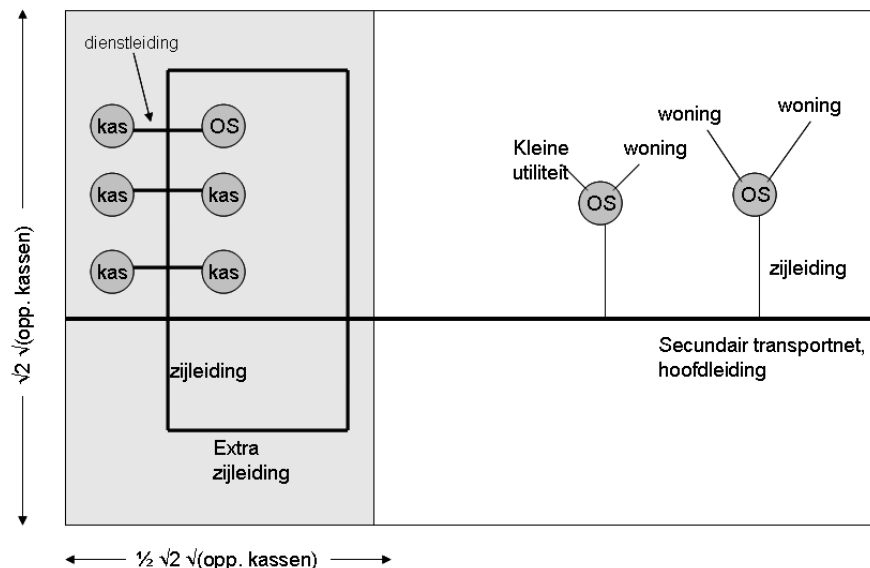 dienstleiding
kas
OS
kas
kas
kas
kas
zijleiding
Extra
zijleiding
Kleine
utiliteit
woning
OS
woning
woning
OS
zijleiding
Secundair transportnet,
hoofdleiding
√2 √(opp. kassen)
½ √2 √(opp. kassen)